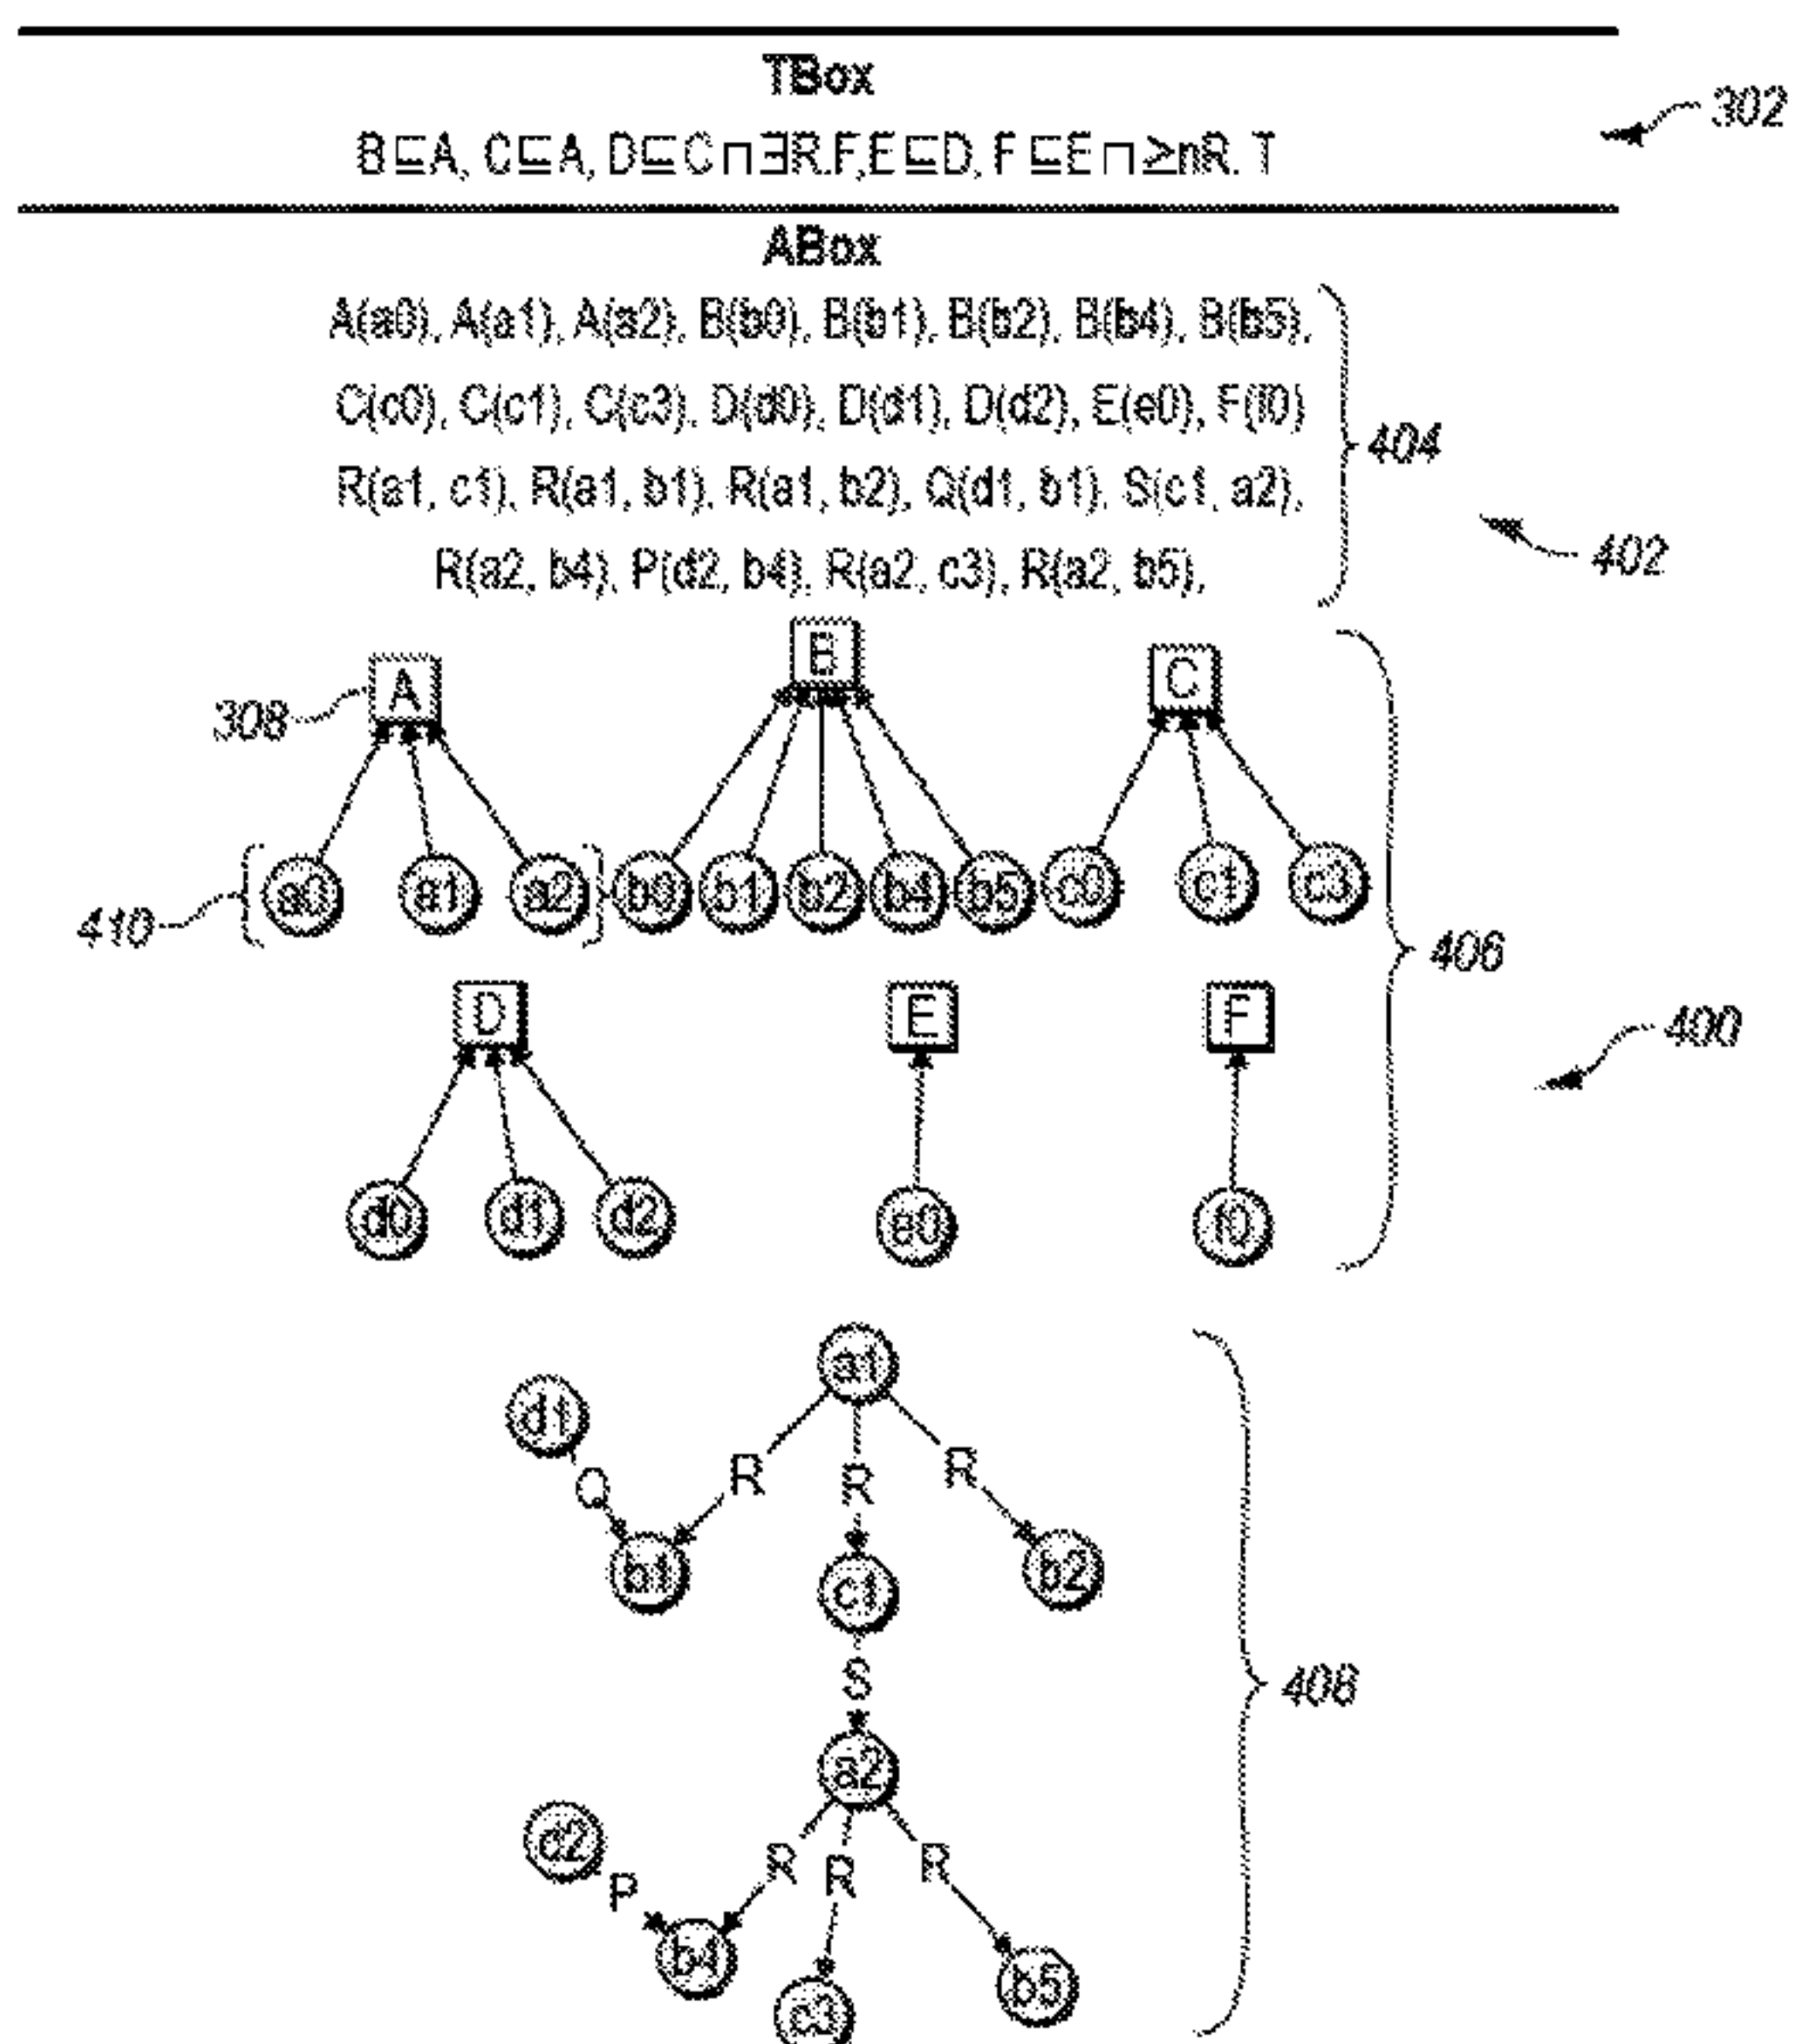 TBox
302
B⊑A, C⊑A, D⊑C⊓∃R.F,E⊑D, F⊑E⊓≥nR. T
ABox
A(a0), A(a1), A(a2), B(b0), B(b1), B(b2), B(b4), B(b5),
C(c0), C(c1), C(c3), D(d0), D(d1), D(d2), E(e0), F(f0)
404
R(a1, c1), R(a1, b1), R(a1, b2), Q(d1, b1), S(c1, a2),
402
R(a2, b4), P(d2, b4), R(a2, c3), R(a2, b5),
A B C
308
a0 a1 a2 b0 b1 b2 b4 b5 c0 c1 c3
410
406
D E F
400
d0 d1 d2 e0 f0
a1
d1
Q R R R
b1 c1 b2
S
408
a2
d2
P R R R
b4 c3 b5